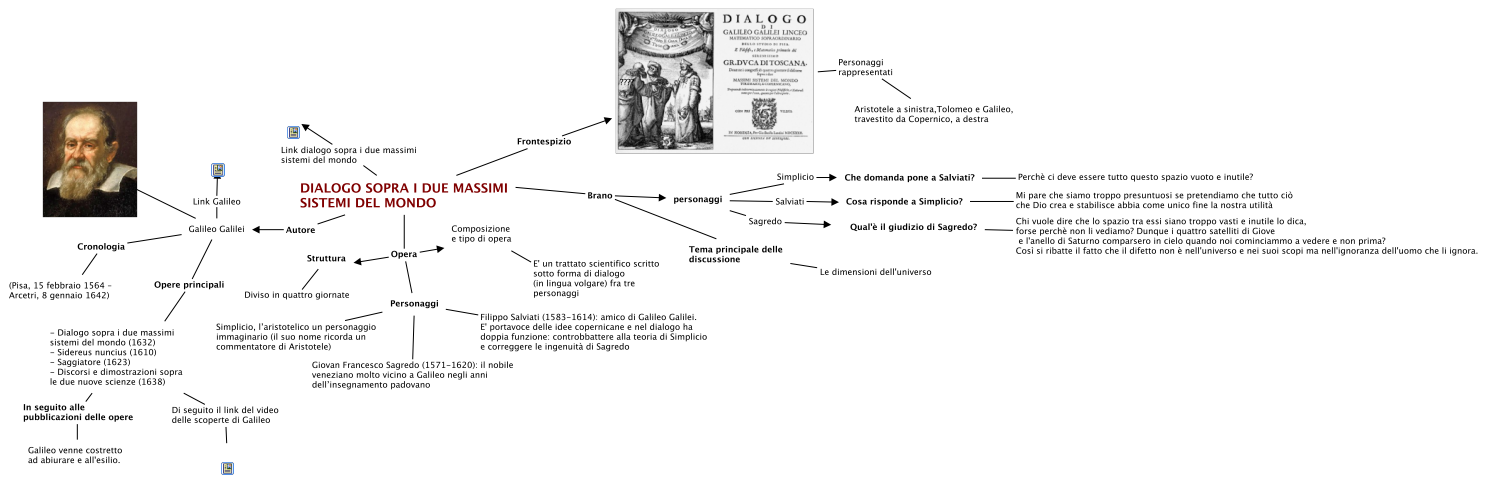 DIALOGO
DI
GALILEO GALILEI LINCEO
MATEMATICO SOPRAORDINARIO
GR.DVCA DI TOSCANA.
????
Personaggi
rappresentati
Aristotele a sinistra,Tolomeo e Galileo,
travestito da Copernico, a destra
Frontespizio
Link dialogo sopra i due massimi
sistemi del mondo
DIALOGO SOPRA I DUE MASSIMI
SISTEMI DEL MONDO
Brano
personaggi
Simplicio
Che domanda pone a Salviati?
Perchè ci deve essere tutto questo spazio vuoto e inutile?
Salviati
Cosa risponde a Simplicio?
Mi pare che siamo troppo presuntuosi se pretendiamo che tutto ciò
che Dio crea e stabilisce abbia come unico fine la nostra utilità
Sagredo
Qual'è il giudizio di Sagredo?
Chi vuole dire che lo spazio tra essi siano troppo vasti e inutile lo dica,
forse perchè non li vediamo? Dunque i quattro satelliti di Giove
e l'anello di Saturno comparsero in cielo quando noi cominciammo a vedere e non prima?
Così si ribatte il fatto che il difetto non è nell'universo e nei suoi scopi ma nell'ignoranza dell'uomo che li ignora.
Tema principale delle
discussione
Le dimensioni dell'universo
Link Galileo
Galileo Galilei
Autore
Cronologia
(Pisa, 15 febbraio 1564 –
Arcetri, 8 gennaio 1642)
Opere principali
- Dialogo sopra i due massimi
sistemi del mondo (1632)
- Sidereus nuncius (1610)
- Saggiatore (1623)
- Discorsi e dimostrazioni sopra
le due nuove scienze (1638)
In seguito alle
pubblicazioni delle opere
Galileo venne costretto
ad abiurare e all'esilio.
Di seguito il link del video
delle scoperte di Galileo
Opera
Struttura
Diviso in quattro giornate
Composizione
e tipo di opera
E' un trattato scientifico scritto
sotto forma di dialogo
(in lingua volgare) fra tre
personaggi
Personaggi
Simplicio, l'aristotelico un personaggio
immaginario (il suo nome ricorda un
commentatore di Aristotele)
Giovan Francesco Sagredo (1571-1620): il nobile
veneziano molto vicino a Galileo negli anni
dell'insegnamento padovano
Filippo Salviati (1583-1614): amico di Galileo Galilei.
E' portavoce delle idee copernicane e nel dialogo ha
doppia funzione: controbbattere alla teoria di Simplicio
e correggere le ingenuità di Sagredo